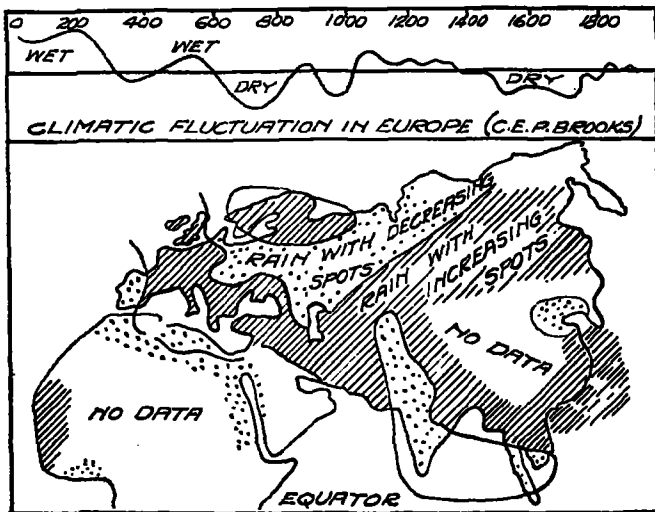 0 200 400 600 800 1000 1200 1400 1600 1800
WET WET DRY DRY
CLIMATIC FLUCTUATION IN EUROPE (C.E.P. BROOKS)
RAIN WITH DECREASING
SPOTS
RAIN WITH
INCREASING
SPOTS
NO DATA
NO DATA
EQUATOR